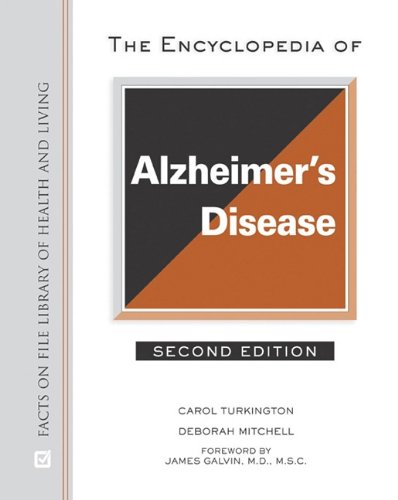 THE ENCYCLOPEDIA OF
Alzheimer's
Disease
SECOND EDITION
CAROL TURKINGTON
DEBORAH MITCHELL
FOREWORD BY
JAMES GALVIN, M.D., M.S.C.
FACTS ON FILE LIBRARY OF HEALTH AND LIVING